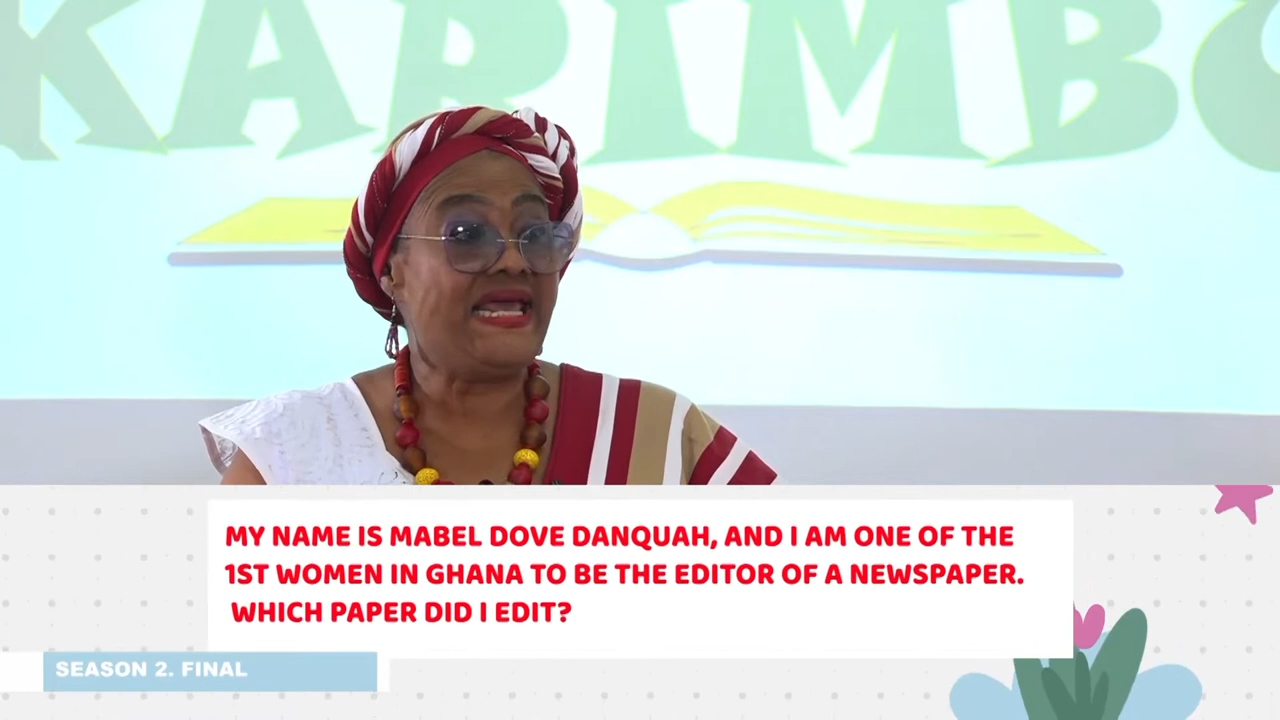 KARIMBO
MY NAME IS MABEL DOVE DANQUAH, AND I AM ONE OF THE
1ST WOMEN IN GHANA TO BE THE EDITOR OF A NEWSPAPER.
WHICH PAPER DID I EDIT?
SEASON 2. FINAL